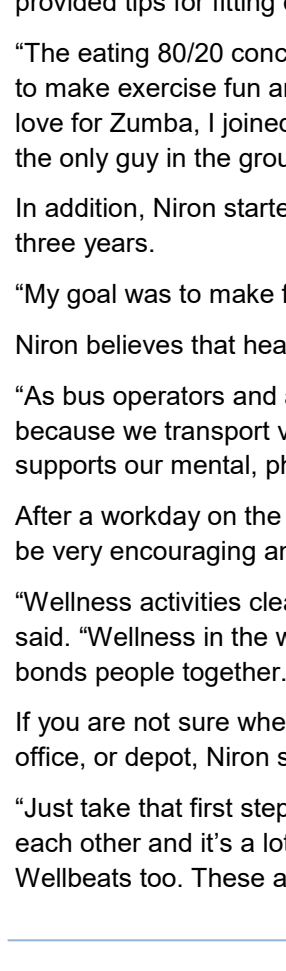 provided tips for fitting
“The eating 80/20 conc
to make exercise fun a
love for Zumba, I joined
the only guy in the grou
In addition, Niron starte
three years.
“My goal was to make f
Niron believes that hea
“As bus operators and
because we transport v
supports our mental, ph
After a workday on the
be very encouraging an
“Wellness activities clea
said. “Wellness in the w
bonds people together.
If you are not sure whe
office, or depot, Niron s
“Just take that first step
each other and it’s a lot
Wellbeats too. These a